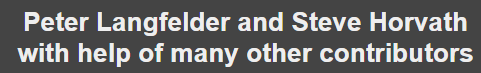 Peter Langfelder and Steve Horvath
with help of many other contributors